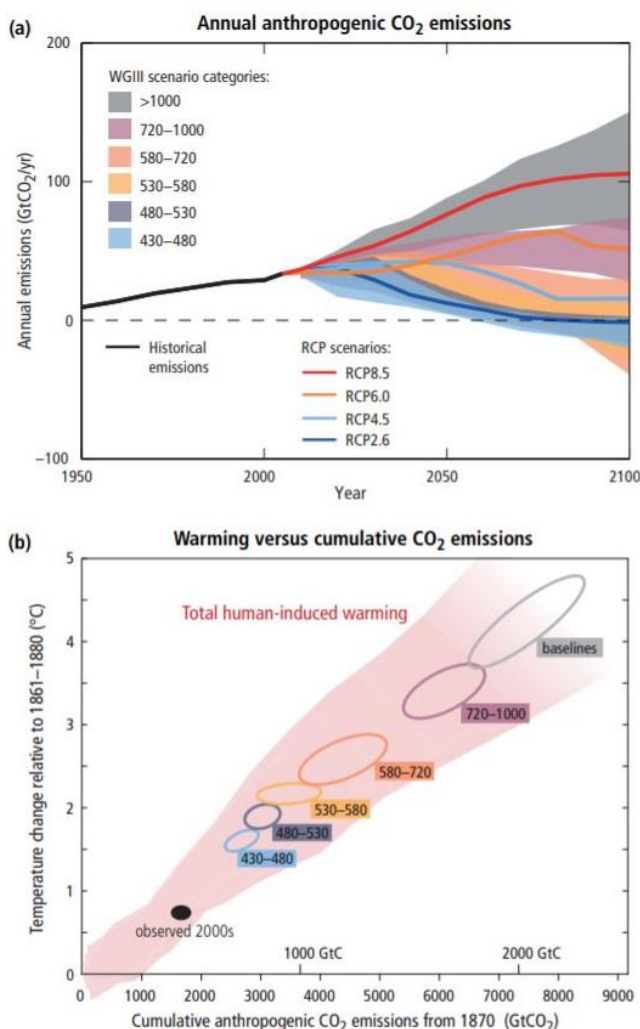 (a)
Annual anthropogenic CO₂ emissions
Annual emissions (GtCO₂/yr)
200
100
0
−100
WGIII scenario categories:
>1000
720−1000
580−720
530−580
480−530
430−480
Historical
emissions
RCP scenarios:
RCP8.5
RCP6.0
RCP4.5
RCP2.6
1950
2000
2050
2100
Year
(b)
Warming versus cumulative CO₂ emissions
Temperature change relative to 1861–1880 (°C)
5
4
3
2
1
0
Total human-induced warming
baselines
720–1000
580–720
530–580
480–530
430–480
observed 2000s
1000 GtC
2000 GtC
0
1000
2000
3000
4000
5000
6000
7000
8000
9000
Cumulative anthropogenic CO₂ emissions from 1870 (GtCO₂)